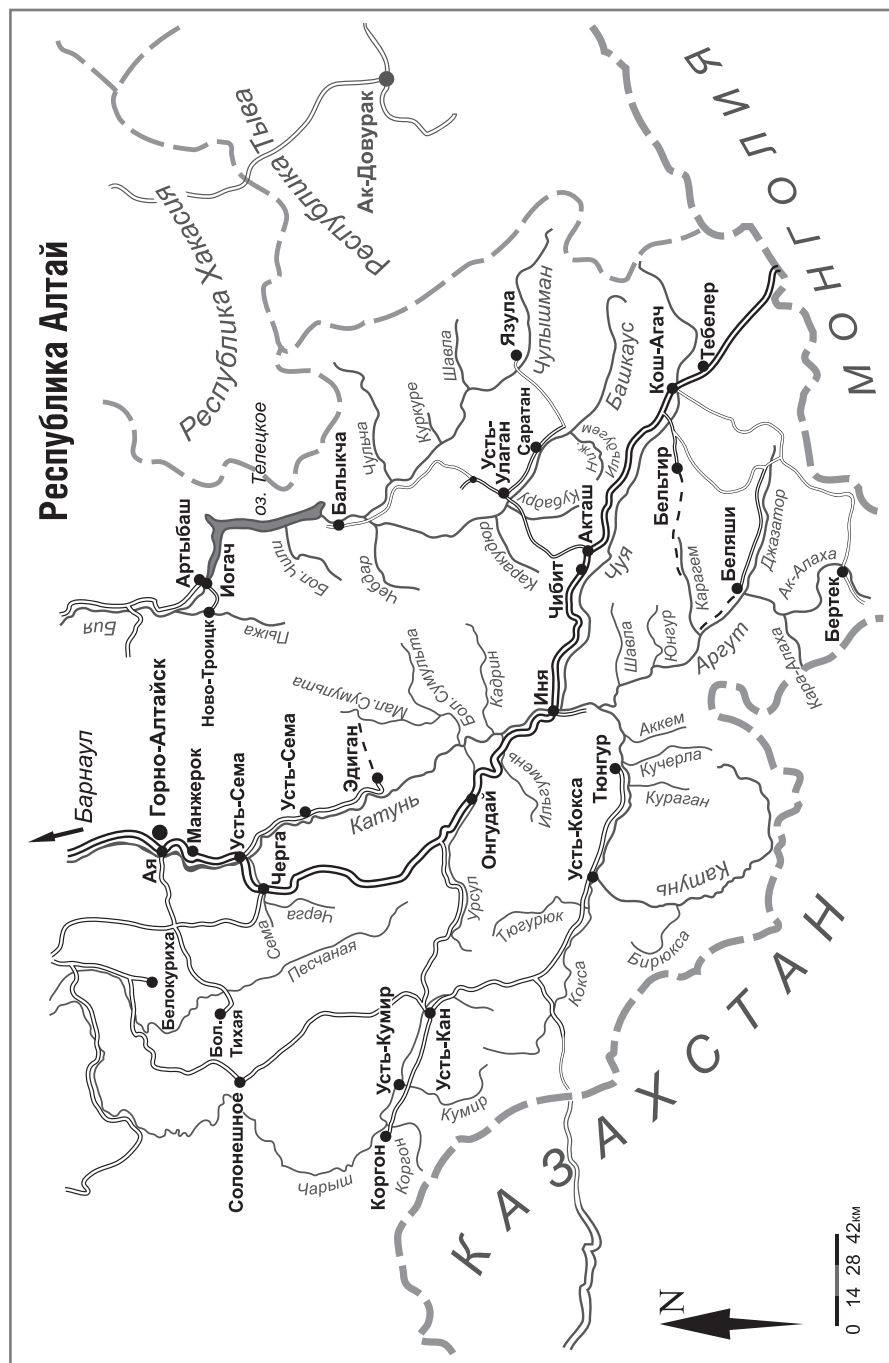 Республика Алтай
Барнаул
Горно-Алтайск
Ая
Манжерок
Усть-Сема
Черга
Усть-Сема
Эдиган
Катунь
Белокуриха
Бол.
Тихая
Солонешное
Песчаная
Сема
Черга
Чарыш
Коргон
Коргон
Усть-Кумир
Кумир
Усть-Кан
Урсул
Онгудай
Ильгумень
Иня
Бия
Артыбаш
Иогач
Ново-Троицк
Пыжа
оз. Телецкое
Бол. Чили
Балыкча
Чебдар
Мал. Сумульта
Бол. Сумульта
Кадрин
Чульча
Куркуре
Шавла
Язула
Чулышман
Усть-
Улаган
Саратан
Башкаус
Кубадру
Каракудюр
Нж.
Ильдугем
Акташ
Чибит
Чуя
Кош-Агач
Тебелер
Бельтир
Беляши
Джазатор
Карагем
Юнгур
Шавла
Аргут
Ак-Алаха
Бертек
Кара-Алаха
Тюгурюк
Усть-Кокса
Кокса
Тюнгур
Аккем
Кучерла
Кураган
Катунь
Бирюкса
Республика Хакасия
Республика Тыва
Ак-Довурак
МОНГОЛИЯ
КАЗАХСТАН
N
0 14 28 42км